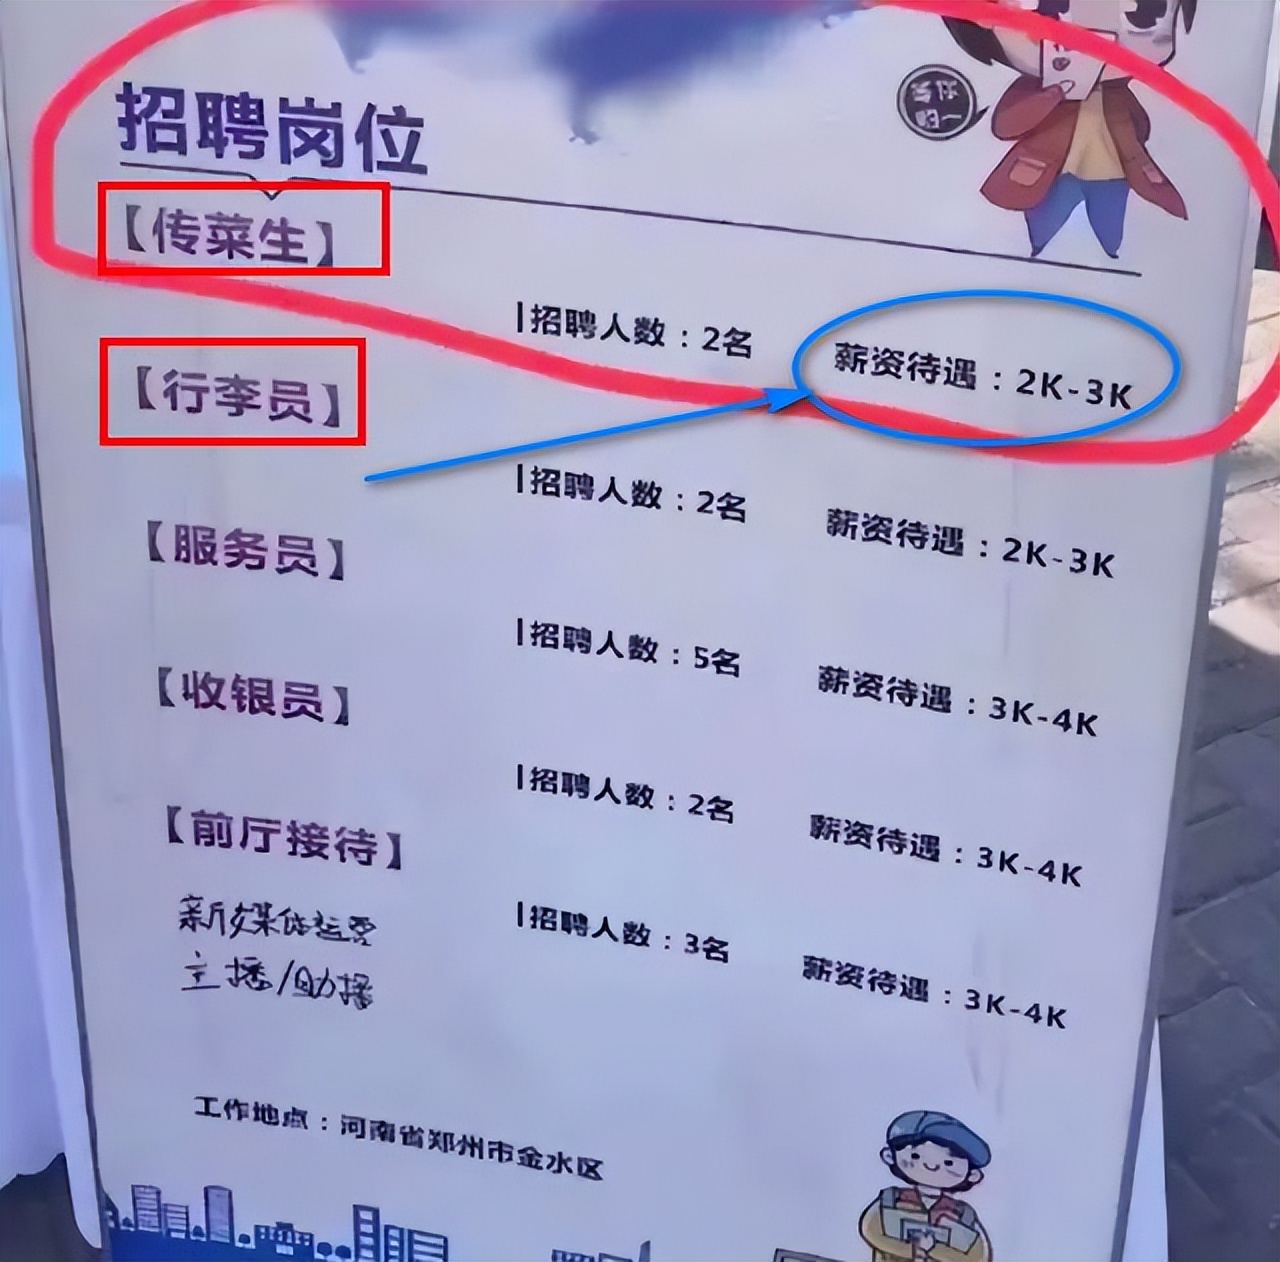 招聘岗位
【传菜生】
招聘人数：2名 薪资待遇：2K-3K
【行李员】
招聘人数：2名 薪资待遇：2K-3K
【服务员】
招聘人数：5名 薪资待遇：3K-4K
【收银员】
招聘人数：2名 薪资待遇：3K-4K
【前厅接待】
招聘人数：3名 薪资待遇：3K-4K
新媒体运营
主播/助播
工作地点：河南省郑州市金水区